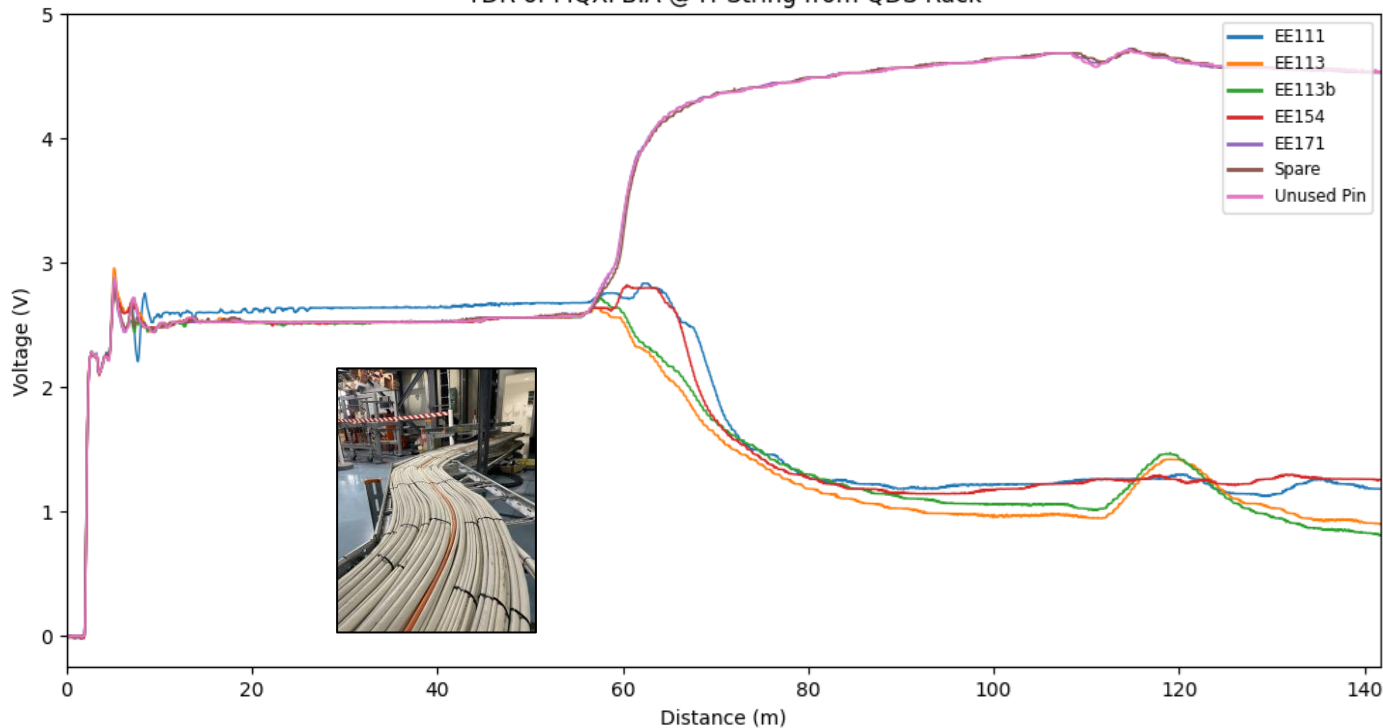 5
4
3
2
1
0
Voltage (V)
EE111
EE113
EE113b
EE154
EE171
Spare
Unused Pin
0 20 40 60 80 100 120 140
Distance (m)